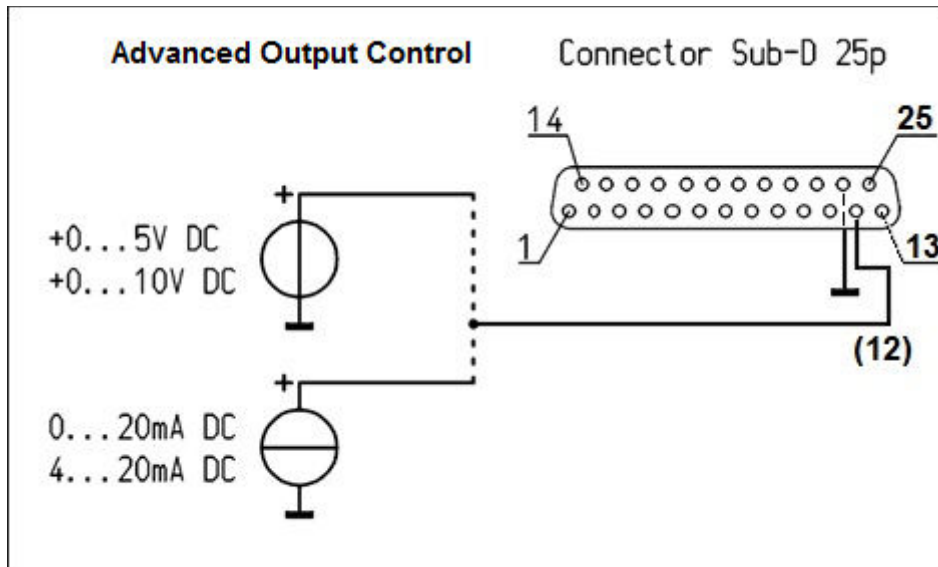 Advanced Output Control
Connector Sub-D 25p
14
25
1
13
+
+0...5V DC
+0...10V DC
(12)
+
0...20mA DC
4...20mA DC